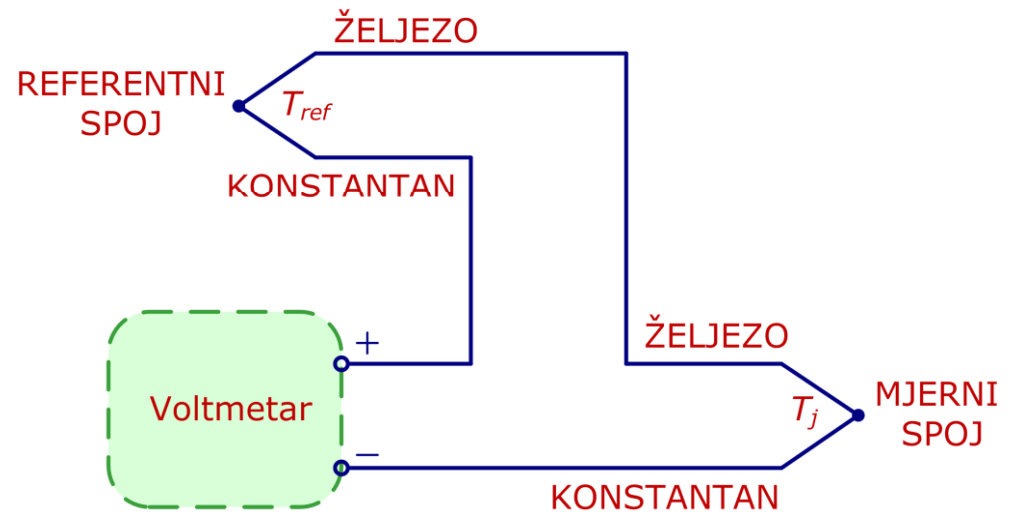 ŽELJEZO
REFERENTNI
SPOJ
T_ref
KONSTANTAN
+
ŽELJEZO
Voltmetar
T_j
MJERNI
SPOJ
−
KONSTANTAN